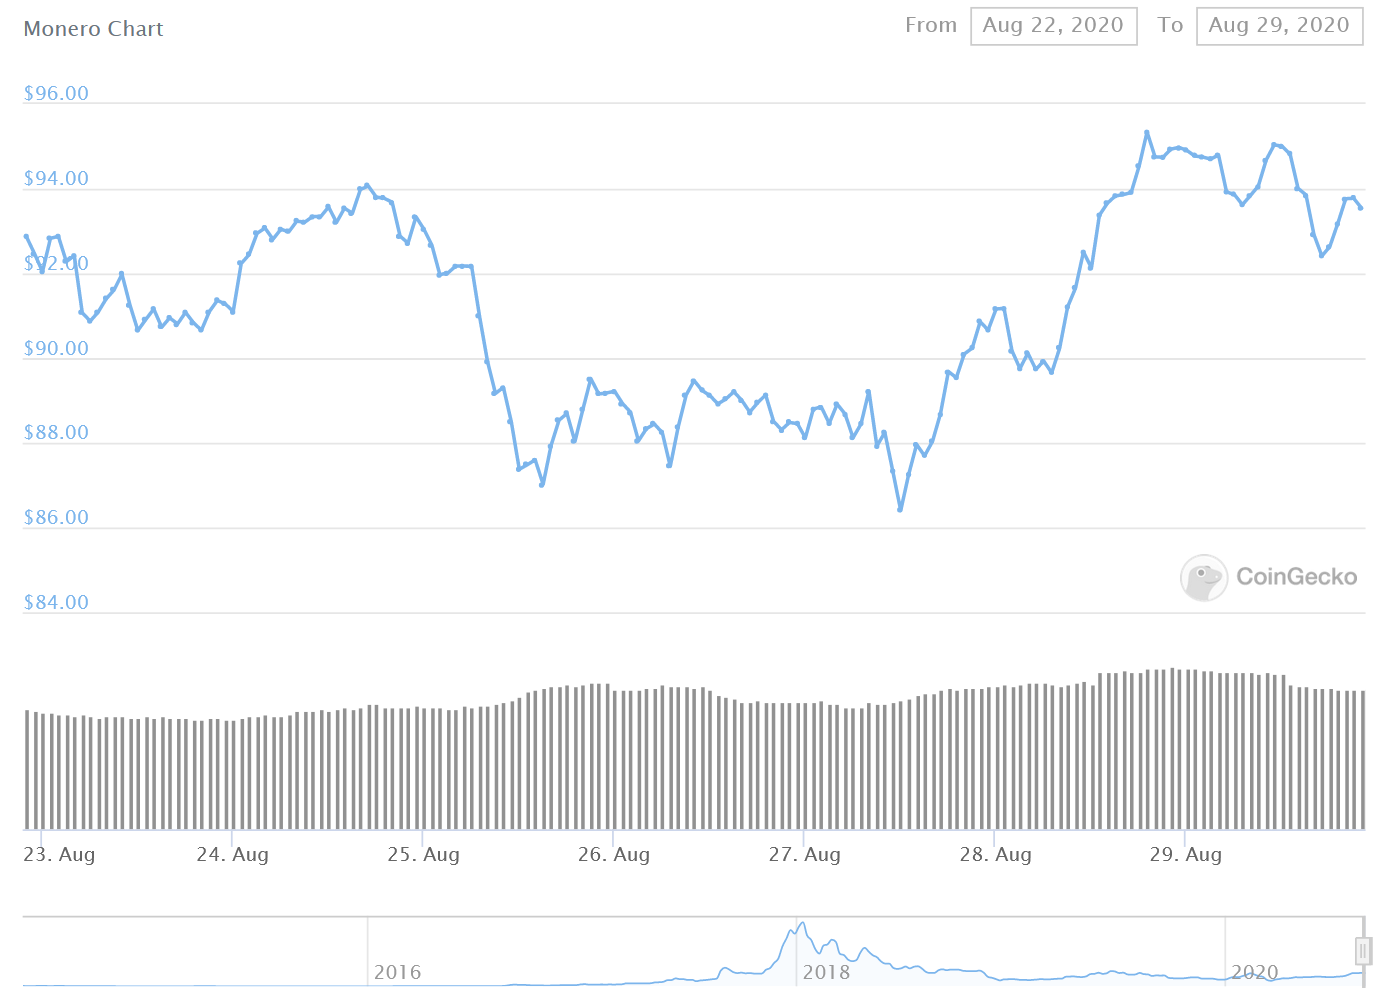 Monero Chart
From Aug 22, 2020 To Aug 29, 2020
$96.00
$94.00
$92.00
$90.00
$88.00
$86.00
CoinGecko
$84.00
23. Aug 24. Aug 25. Aug 26. Aug 27. Aug 28. Aug 29. Aug
2016 2018 2020